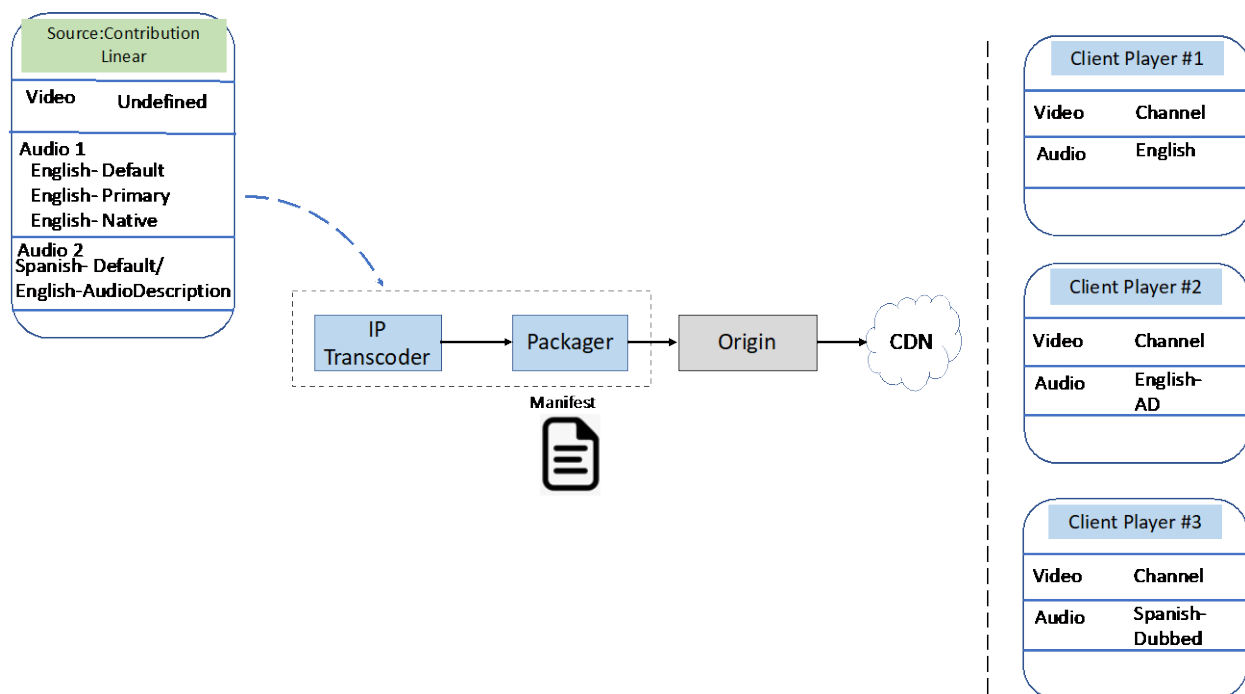 Source:Contribution
Linear
Video Undefined
Audio 1
English- Default
English- Primary
English- Native
Audio 2
Spanish- Default/
English-AudioDescription
IP
Transcoder
Packager
Origin
CDN
Manifest
Client Player #1
Video Channel
Audio English
Client Player #2
Video Channel
Audio English-
AD
Client Player #3
Video Channel
Audio Spanish-
Dubbed